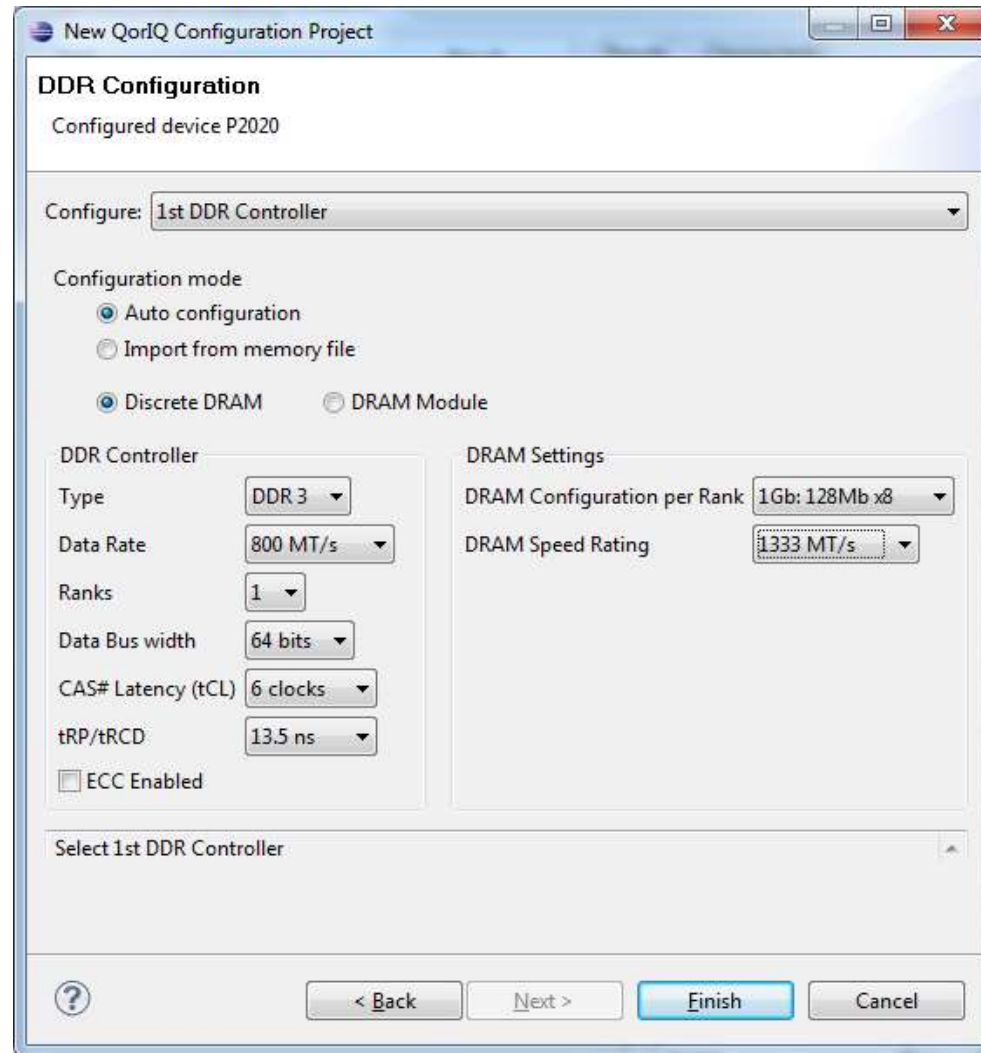 New QorIQ Configuration Project
DDR Configuration
Configured device P2020
Configure: 1st DDR Controller
Configuration mode
Auto configuration
Import from memory file
Discrete DRAM DRAM Module
DDR Controller
Type DDR 3
Data Rate 800 MT/s
Ranks 1
Data Bus width 64 bits
CAS# Latency (tCL) 6 clocks
tRP/tRCD 13.5 ns
ECC Enabled
DRAM Settings
DRAM Configuration per Rank 1Gb: 128Mb x8
DRAM Speed Rating 1333 MT/s
Select 1st DDR Controller
? < Back Next > Finish Cancel